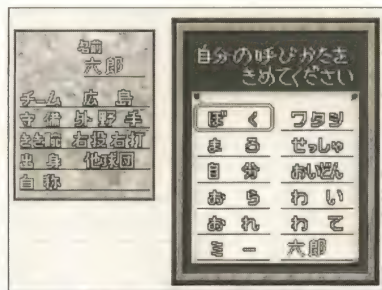 名前
六郎
チーム 広島
守備 外野手
きき腕 右投右打
出身 他球団
自称
自分の呼びかたを
きめてください
ぼく ワタシ
まろ せっしゃ
自分 おいどん
おら わい
おれ わて
ミー 六郎